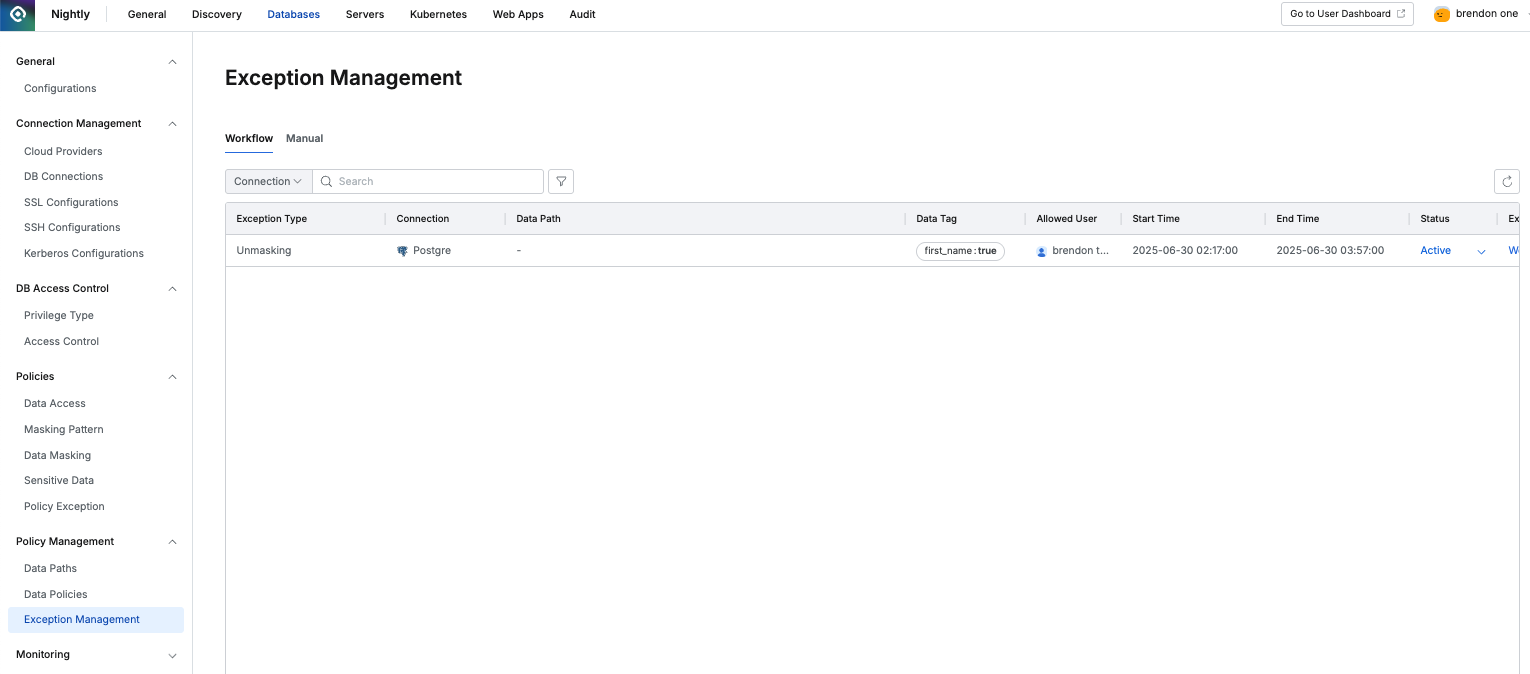 Nightly General Discovery Databases Servers Kubernetes Web Apps Audit Go to User Dashboard brendon one
General
Configurations
Connection Management
Cloud Providers
DB Connections
SSL Configurations
SSH Configurations
Kerberos Configurations
DB Access Control
Privilege Type
Access Control
Policies
Data Access
Masking Pattern
Data Masking
Sensitive Data
Policy Exception
Policy Management
Data Paths
Data Policies
Exception Management
Monitoring
Exception Management
Workflow Manual
Connection Search
Exception Type Connection Data Path Data Tag Allowed User Start Time End Time Status Ex
Unmasking Postgre - first_name : true brendon t... 2025-06-30 02:17:00 2025-06-30 03:57:00 Active W